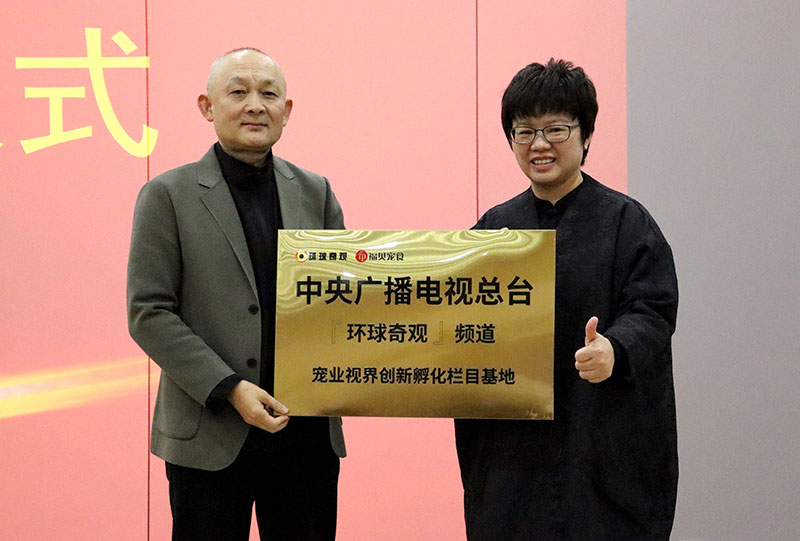 式
环球奇观 福贝宠食
中央广播电视总台
『环球奇观』频道
宠业视界创新孵化栏目基地